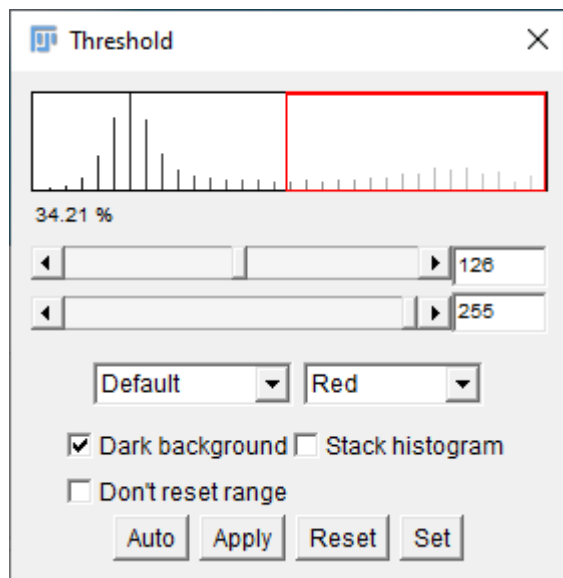 Threshold
34.21 %
126
255
Default Red
Dark background Stack histogram
Don't reset range
Auto Apply Reset Set